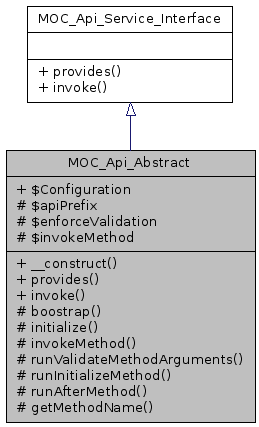 MOC_Api_Service_Interface
+ provides()
+ invoke()
MOC_Api_Abstract
+ $Configuration
# $apiPrefix
# $enforceValidation
# $invokeMethod
+ __construct()
+ provides()
+ invoke()
# boostrap()
# initialize()
# invokeMethod()
# runValidateMethodArguments()
# runInitializeMethod()
# runAfterMethod()
# getMethodName()